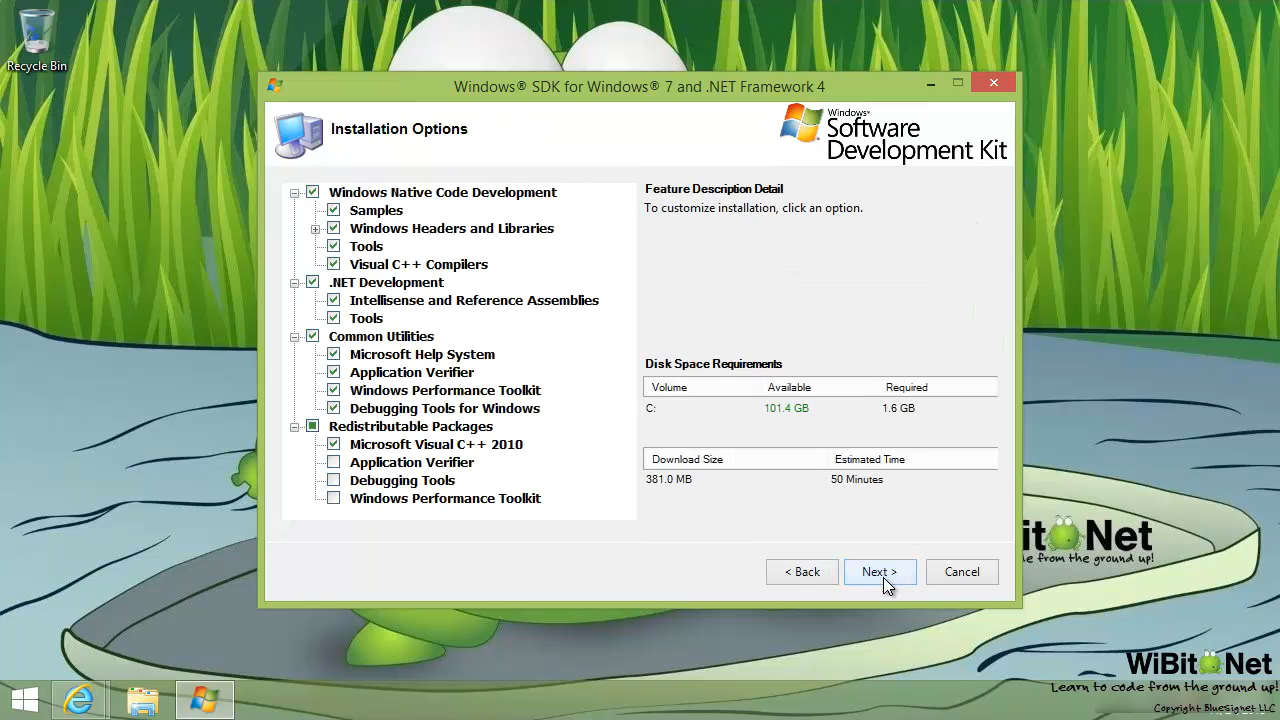 Recycle Bin
Windows® SDK for Windows® 7 and .NET Framework 4
Installation Options
Windows®
Software
Development Kit
Windows Native Code Development
Samples
Windows Headers and Libraries
Tools
Visual C++ Compilers
.NET Development
Intellisense and Reference Assemblies
Tools
Common Utilities
Microsoft Help System
Application Verifier
Windows Performance Toolkit
Debugging Tools for Windows
Redistributable Packages
Microsoft Visual C++ 2010
Application Verifier
Debugging Tools
Windows Performance Toolkit
Feature Description Detail
To customize installation, click an option.
Disk Space Requirements
Volume Available Required
C: 101.4 GB 1.6 GB
Download Size Estimated Time
381.0 MB 50 Minutes
< Back Next > Cancel
it Net
e from the ground up!
WiBit Net
Learn to code from the ground up!
Copyright BlueSignet LLC